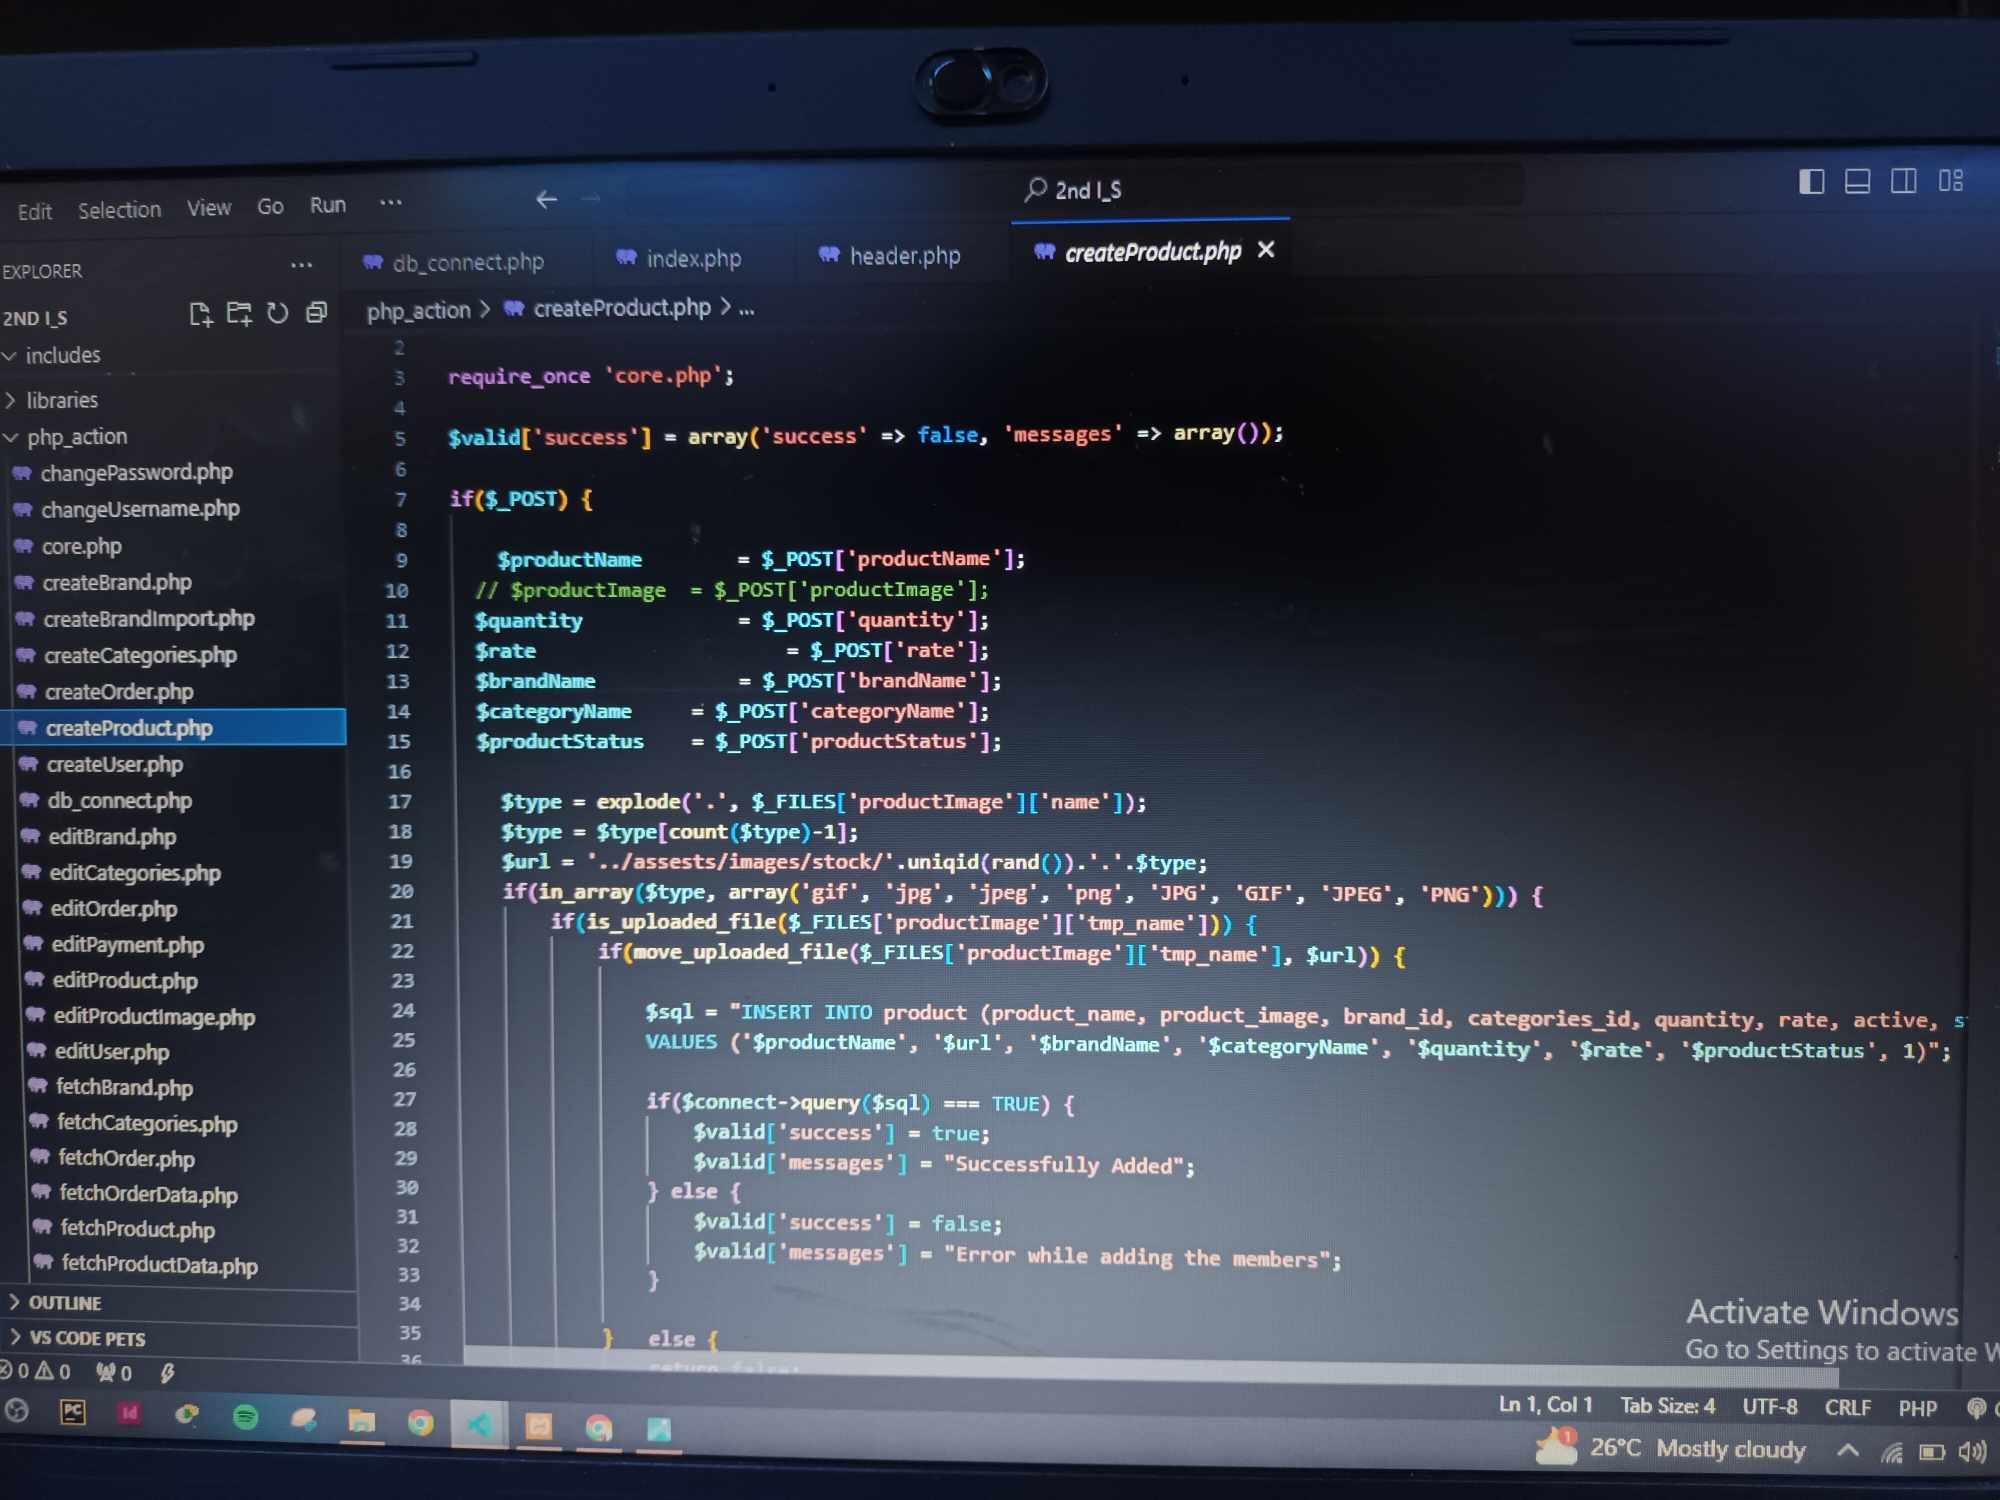 Edit Selection View Go Run ...
2nd I_S
EXPLORER ...
db_connect.php index.php header.php createProduct.php
2ND I_S
php_action > createProduct.php > ...
includes
libraries
php_action
changePassword.php
changeUsername.php
core.php
createBrand.php
createBrandImport.php
createCategories.php
createOrder.php
createProduct.php
createUser.php
db_connect.php
editBrand.php
editCategories.php
editOrder.php
editPayment.php
editProduct.php
editProductImage.php
editUser.php
fetchBrand.php
fetchCategories.php
fetchOrder.php
fetchOrderData.php
fetchProduct.php
fetchProductData.php
OUTLINE
VS CODE PETS
2
3 require_once 'core.php';
4
5 $valid['success'] = array('success' => false, 'messages' => array());
6
7 if($_POST) {
8
9 $productName = $_POST['productName'];
10 // $productImage = $_POST['productImage'];
11 $quantity = $_POST['quantity'];
12 $rate = $_POST['rate'];
13 $brandName = $_POST['brandName'];
14 $categoryName = $_POST['categoryName'];
15 $productStatus = $_POST['productStatus'];
16
17 $type = explode('.', $_FILES['productImage']['name']);
18 $type = $type[count($type)-1];
19 $url = '../assests/images/stock/'.uniqid(rand()).'.'.$type;
20 if(in_array($type, array('gif', 'jpg', 'jpeg', 'png', 'JPG', 'GIF', 'JPEG', 'PNG'))) {
21 if(is_uploaded_file($_FILES['productImage']['tmp_name'])) {
22 if(move_uploaded_file($_FILES['productImage']['tmp_name'], $url)) {
23
24 $sql = "INSERT INTO product (product_name, product_image, brand_id, categories_id, quantity, rate, active,
25 VALUES ('$productName', '$url', '$brandName', '$categoryName', '$quantity', '$rate', '$productStatus', 1)";
26
27 if($connect->query($sql) === TRUE) {
28 $valid['success'] = true;
29 $valid['messages'] = "Successfully Added";
30 } else {
31 $valid['success'] = false;
32 $valid['messages'] = "Error while adding the members";
33 }
34
35 } else {
36 return false;
Activate Windows
Go to Settings to activate W
0 0 0
Ln 1, Col 1 Tab Size: 4 UTF-8 CRLF PHP
PC Id
1 26°C Mostly cloudy